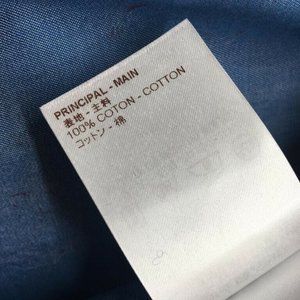 PRINCIPAL - MAIN
表地 - 主料
100% COTON - COTTON
コットン - 棉